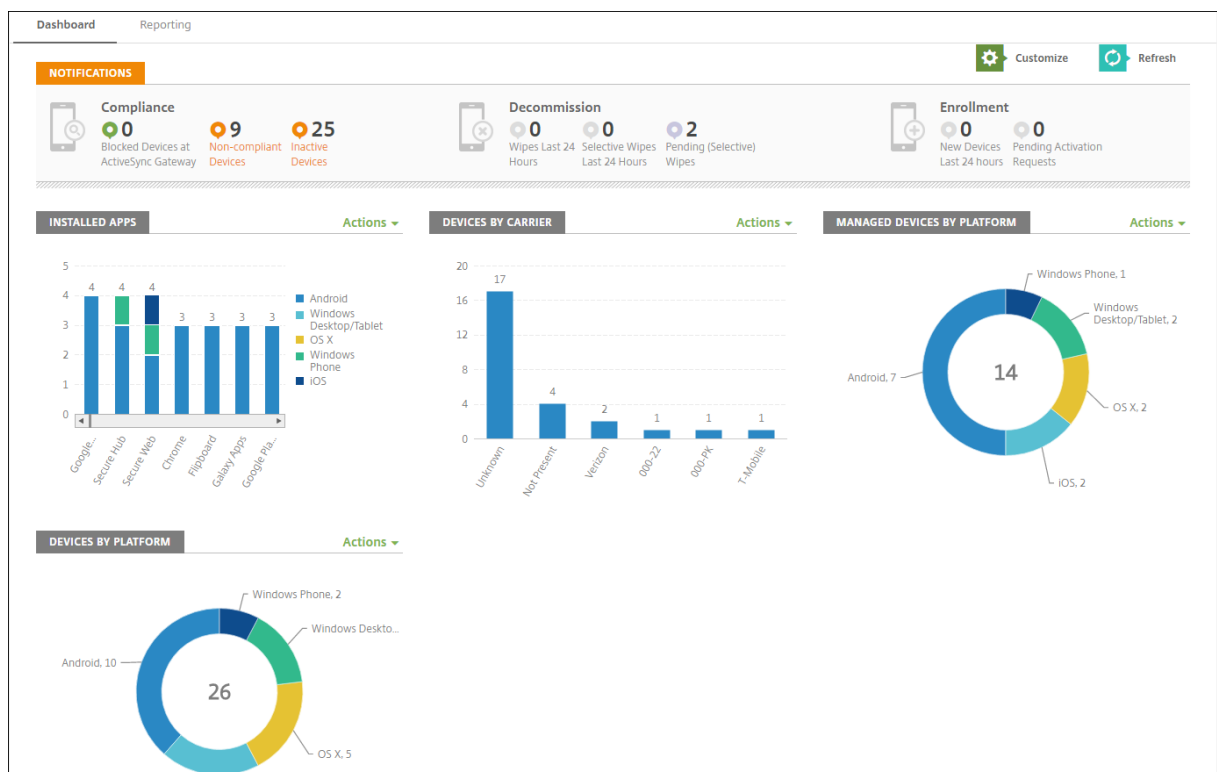 Dashboard Reporting
Customize Refresh
NOTIFICATIONS
Compliance
0 9 25
Blocked Devices at Non-compliant Inactive
ActiveSync Gateway Devices Devices
Decommission
0 0 2
Wipes Last 24 Selective Wipes Pending (Selective)
Hours Last 24 Hours Wipes
Enrollment
0 0
New Devices Pending Activation
Last 24 hours Requests
INSTALLED APPS Actions
5
4
3
2
1
0
4 4 4 3 3 3 3
Android
Windows
Desktop/Tablet
OS X
Windows
Phone
iOS
Google...
Secure Hub
Secure Web
Chrome
Flipboard
Galaxy Apps
Google Pla...
DEVICES BY CARRIER Actions
20
16
12
8
4
0
17 4 2 1 1 1
Unknown
Not Present
Verizon
000-22
000-PK
T-Mobile
MANAGED DEVICES BY PLATFORM Actions
Windows Phone, 1
Windows
Desktop/Tablet, 2
Android, 7
14
OS X, 2
iOS, 2
DEVICES BY PLATFORM Actions
Windows Phone, 2
Windows Deskto...
Android, 10
26
OS X, 5